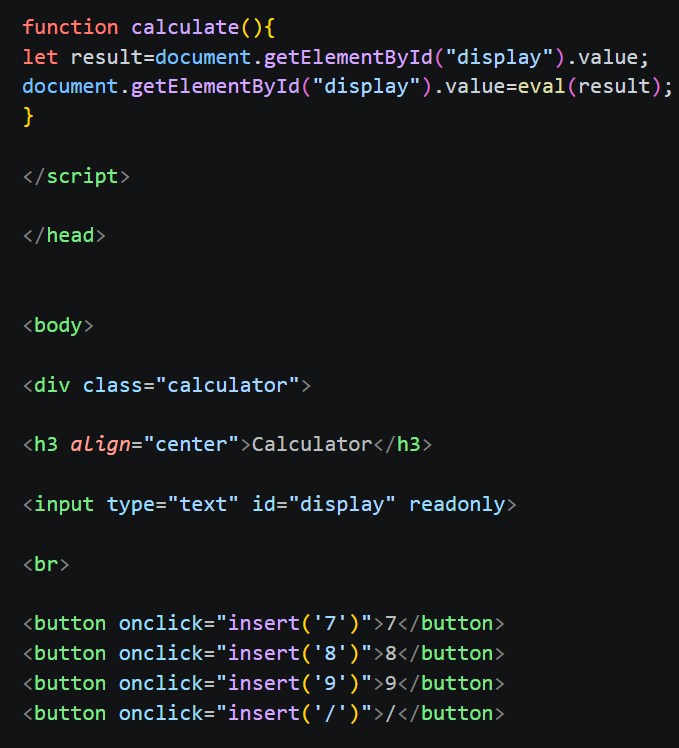 function calculate(){
let result=document.getElementById("display").value;
document.getElementById("display").value=eval(result);
}
</script>
</head>
<body>
<div class="calculator">
<h3 align="center">Calculator</h3>
<input type="text" id="display" readonly>
<br>
<button onclick="insert('7')">7</button>
<button onclick="insert('8')">8</button>
<button onclick="insert('9')">9</button>
<button onclick="insert('/')">/</button>